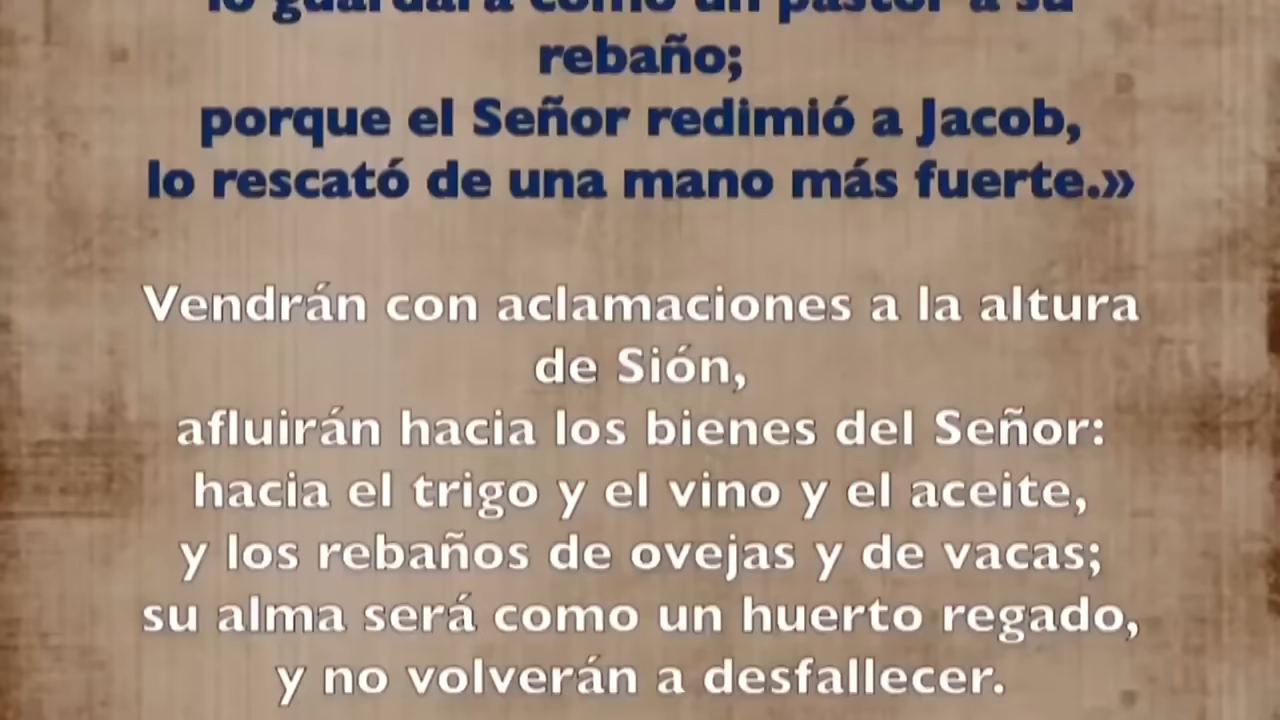 lo guardará como un pastor a su
rebaño;
porque el Señor redimió a Jacob,
lo rescató de una mano más fuerte.»
Vendrán con aclamaciones a la altura
de Sión,
afluirán hacia los bienes del Señor:
hacia el trigo y el vino y el aceite,
y los rebaños de ovejas y de vacas;
su alma será como un huerto regado,
y no volverán a desfallecer.